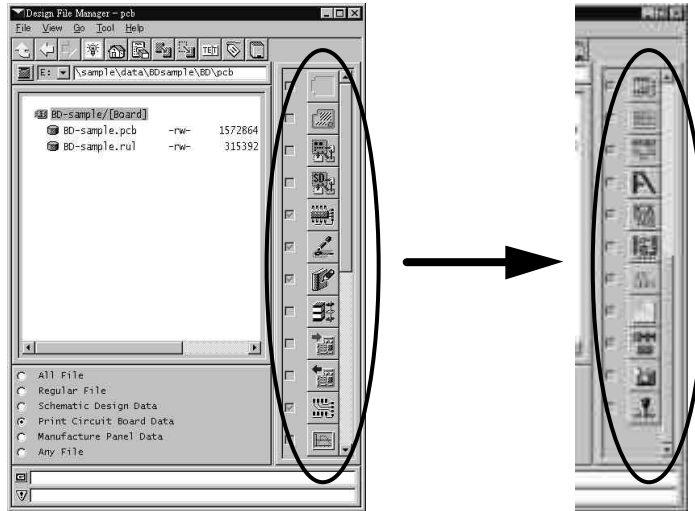 Design File Manager - pcb
File View Go Tool Help
TEXT
E: \sample\data\BDsample\BD\pcb
BD-sample/[Board]
BD-sample.pcb -rw- 1572864
BD-sample.rul -rw- 315392
SD
All File
Regular File
Schematic Design Data
Print Circuit Board Data
Manufacture Panel Data
Any File
A